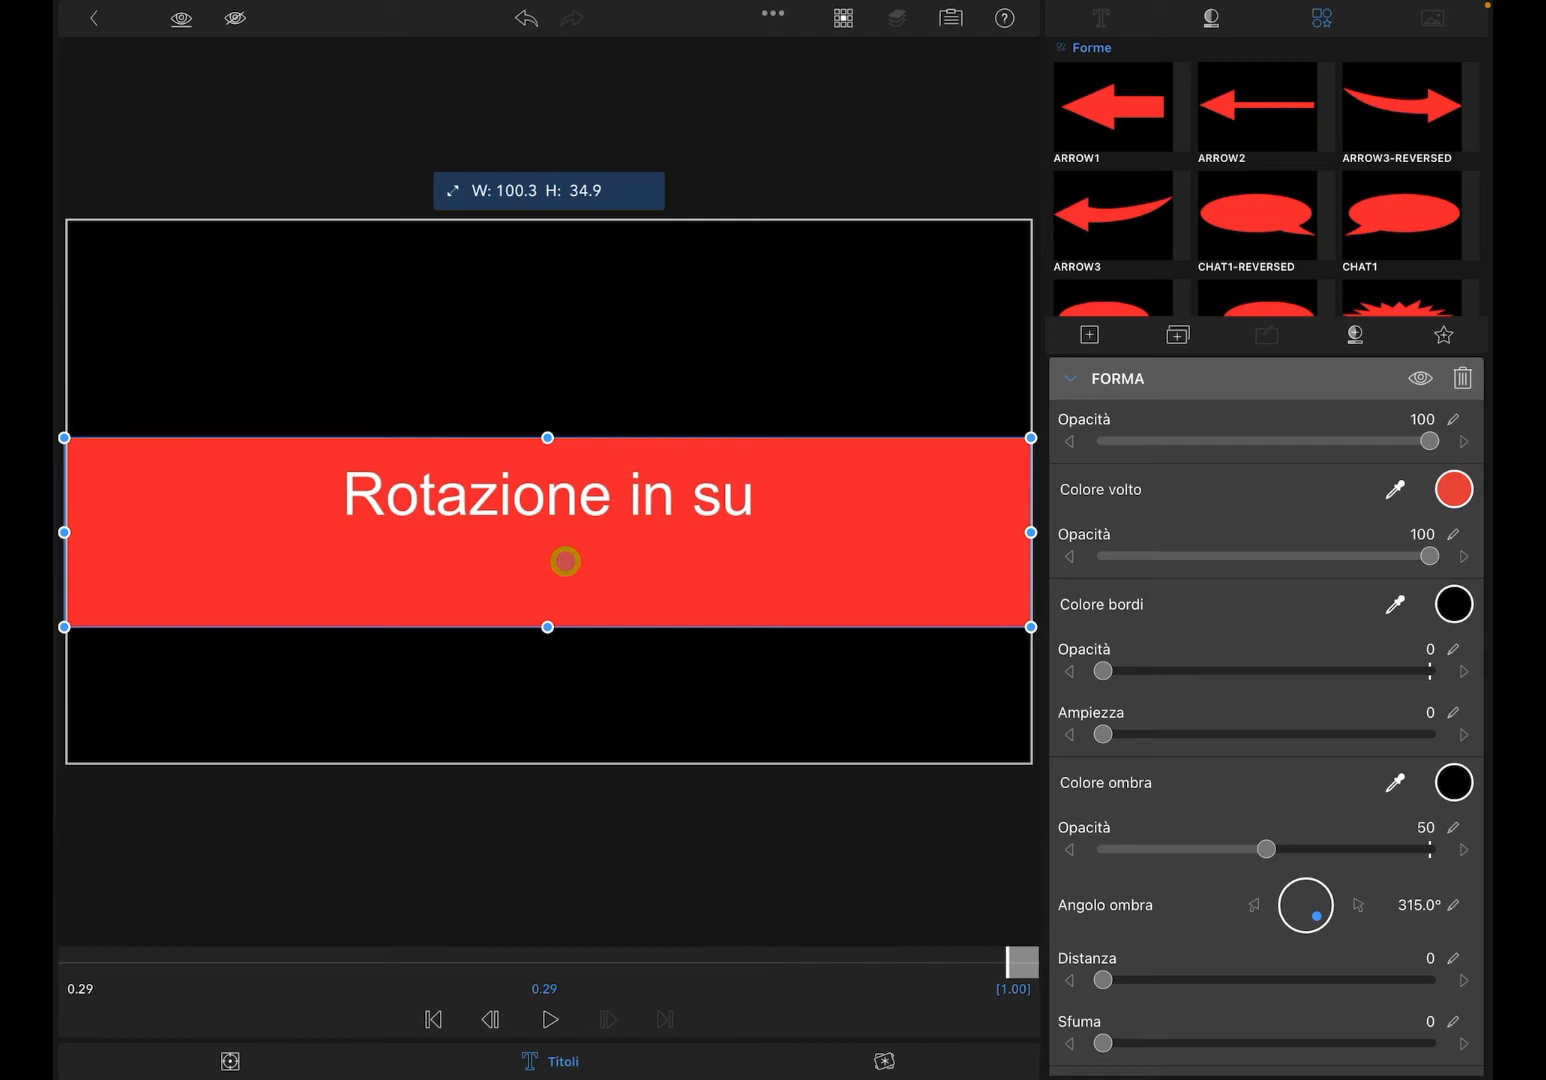 Forme
ARROW1
ARROW2
ARROW3-REVERSED
ARROW3
CHAT1-REVERSED
CHAT1
W: 100.3 H: 34.9
Rotazione in su
FORMA
Opacità 100
Colore volto
Opacità 100
Colore bordi
Opacità 0
Ampiezza 0
Colore ombra
Opacità 50
Angolo ombra 315.0°
Distanza 0
Sfuma 0
0.29
0.29
[1.00]
Titoli